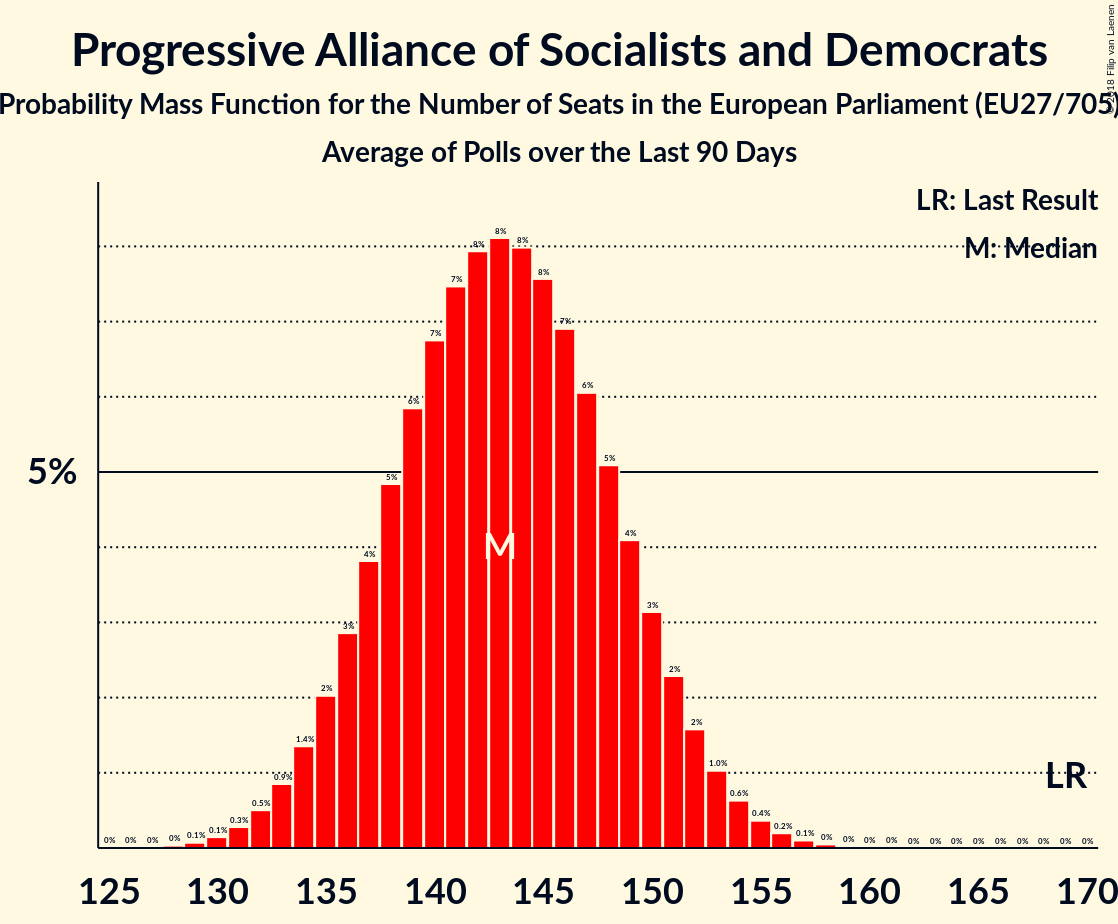 Progressive Alliance of Socialists and Democrats
Probability Mass Function for the Number of Seats in the European Parliament (EU27/705)
Average of Polls over the Last 90 Days
© 2018 Filip van Laenen
LR: Last Result
M: Median
5%
0% 0% 0% 0% 0.1% 0.1% 0.3% 0.5% 0.9% 1.4% 2% 3% 4% 5% 6% 7% 7% 8% 8% 8% 8% 7% 6% 5% 4% 3% 2% 2% 1.0% 0.6% 0.4% 0.2% 0.1% 0% 0% 0% 0% 0% 0% 0% 0% 0% 0% 0% 0% 0%
M
LR
125 130 135 140 145 150 155 160 165 170